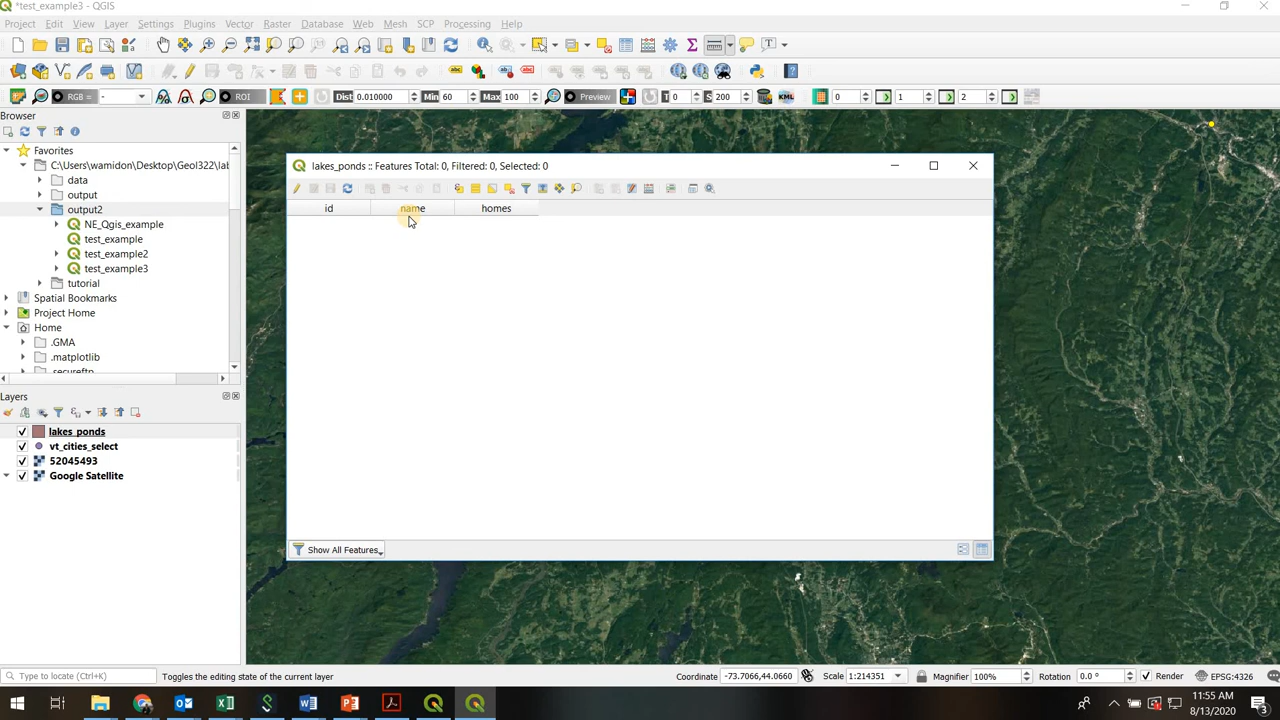 *test_example3 - QGIS
Project Edit View Layer Settings Plugins Vector Raster Database Web Mesh SCP Processing Help
RGB = - ROI Dist 0.010000 Min 60 Max 100 Preview T 0 S 200 KML 0 1 2
Browser
Favorites
C:\Users\wamidon\Desktop\Geol322\lab
data
output
output2
NE_Qgis_example
test_example
test_example2
test_example3
tutorial
Spatial Bookmarks
Project Home
Home
.GMA
.matplotlib
.secureftp
Layers
lakes_ponds
vt_cities_select
52045493
Google Satellite
lakes_ponds :: Features Total: 0, Filtered: 0, Selected: 0
id name homes
Show All Features
Type to locate (Ctrl+K) Toggles the editing state of the current layer Coordinate -73.7066,44.0660 Scale 1:214351 Magnifier 100% Rotation 0.0 ° Render EPSG:4326
11:55 AM
8/13/2020
3